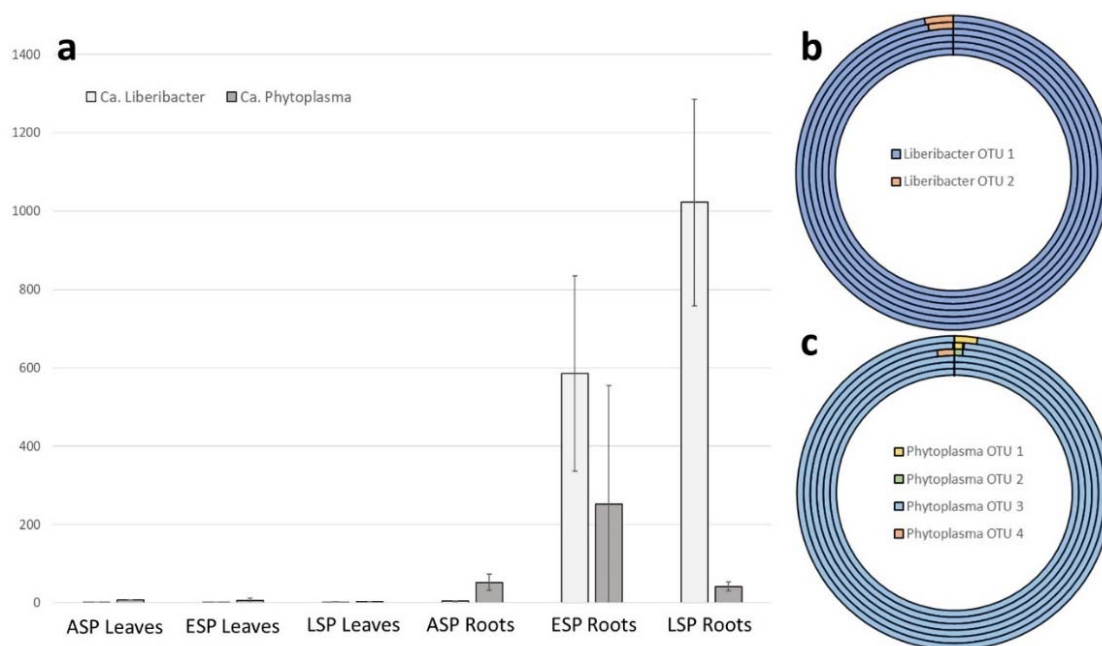 a
1400
1200
1000
800
600
400
200
0
Ca. Liberibacter Ca. Phytoplasma
ASP Leaves ESP Leaves LSP Leaves ASP Roots ESP Roots LSP Roots
b
Liberibacter OTU 1
Liberibacter OTU 2
c
Phytoplasma OTU 1
Phytoplasma OTU 2
Phytoplasma OTU 3
Phytoplasma OTU 4